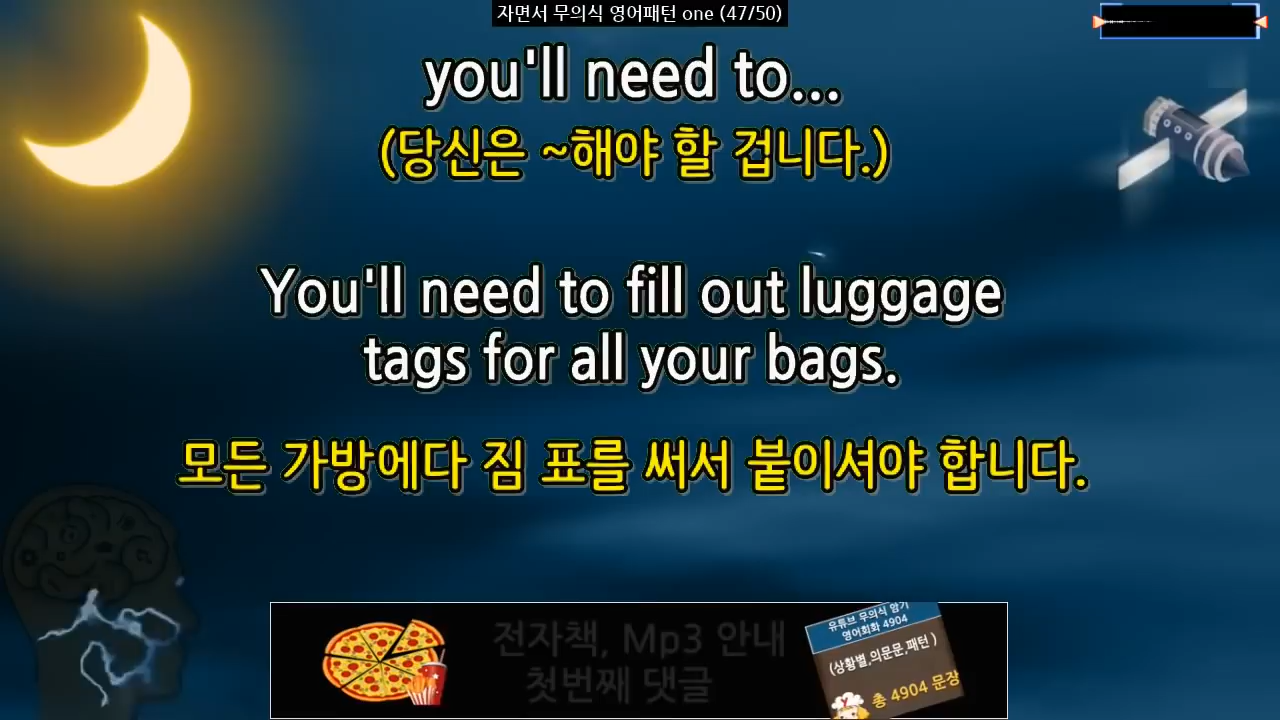 자면서 무의식 영어패턴 one (47/50)
you'll need to...
(당신은 ~해야 할 겁니다.)
You'll need to fill out luggage
tags for all your bags.
모든 가방에다 짐 표를 써서 붙이셔야 합니다.
전자책, Mp3 안내
첫번째 댓글
유튜브 무의식 암기
영어회화 4904
(상황별,의문문,패턴 )
총 4904 문장